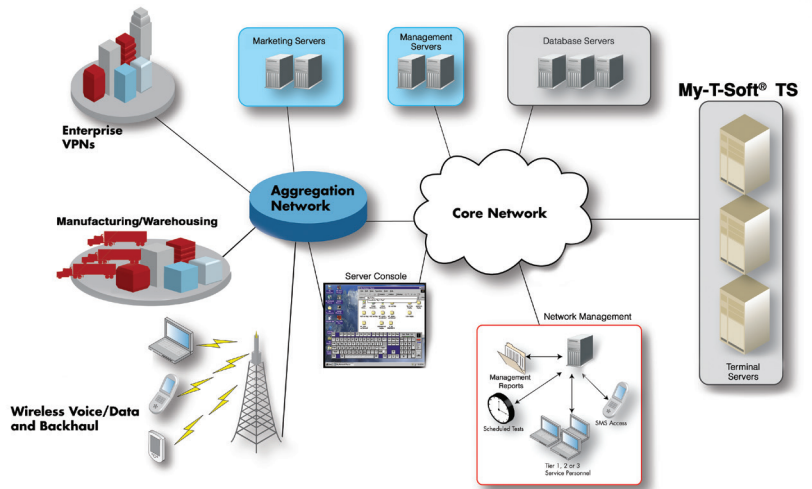 Marketing Servers
Management
Servers
Database Servers
My-T-Soft® TS
Enterprise
VPNs
Aggregation
Network
Core Network
Manufacturing/Warehousing
Server Console
Network Management
Management
Reports
Scheduled Tests
SMS Access
Tier 1, 2 or 3
Service Personnel
Terminal
Servers
Wireless Voice/Data
and Backhaul